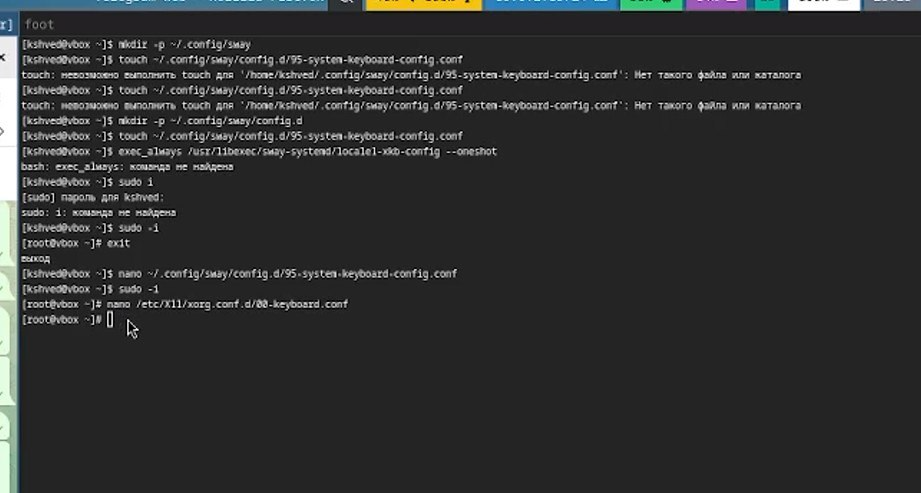 foot
[kshved@vbox ~]$ mkdir -p ~/.config/sway
[kshved@vbox ~]$ touch ~/.config/sway/config.d/95-system-keyboard-config.conf
touch: невозможно выполнить touch для '/home/kshved/.config/sway/config.d/95-system-keyboard-config.conf': Нет такого файла или каталога
[kshved@vbox ~]$ touch ~/.config/sway/config.d/95-system-keyboard-config.conf
touch: невозможно выполнить touch для '/home/kshved/.config/sway/config.d/95-system-keyboard-config.conf': Нет такого файла или каталога
[kshved@vbox ~]$ mkdir -p ~/.config/sway/config.d
[kshved@vbox ~]$ touch ~/.config/sway/config.d/95-system-keyboard-config.conf
[kshved@vbox ~]$ exec_always /usr/libexec/sway-systemd/locale1-xkb-config --oneshot
bash: exec_always: команда не найдена
[kshved@vbox ~]$ sudo i
[sudo] пароль для kshved:
sudo: i: команда не найдена
[kshved@vbox ~]$ sudo -i
[root@vbox ~]# exit
выход
[kshved@vbox ~]$ nano ~/.config/sway/config.d/95-system-keyboard-config.conf
[kshved@vbox ~]$ sudo -i
[root@vbox ~]# nano /etc/X11/xorg.conf.d/00-keyboard.conf
[root@vbox ~]#